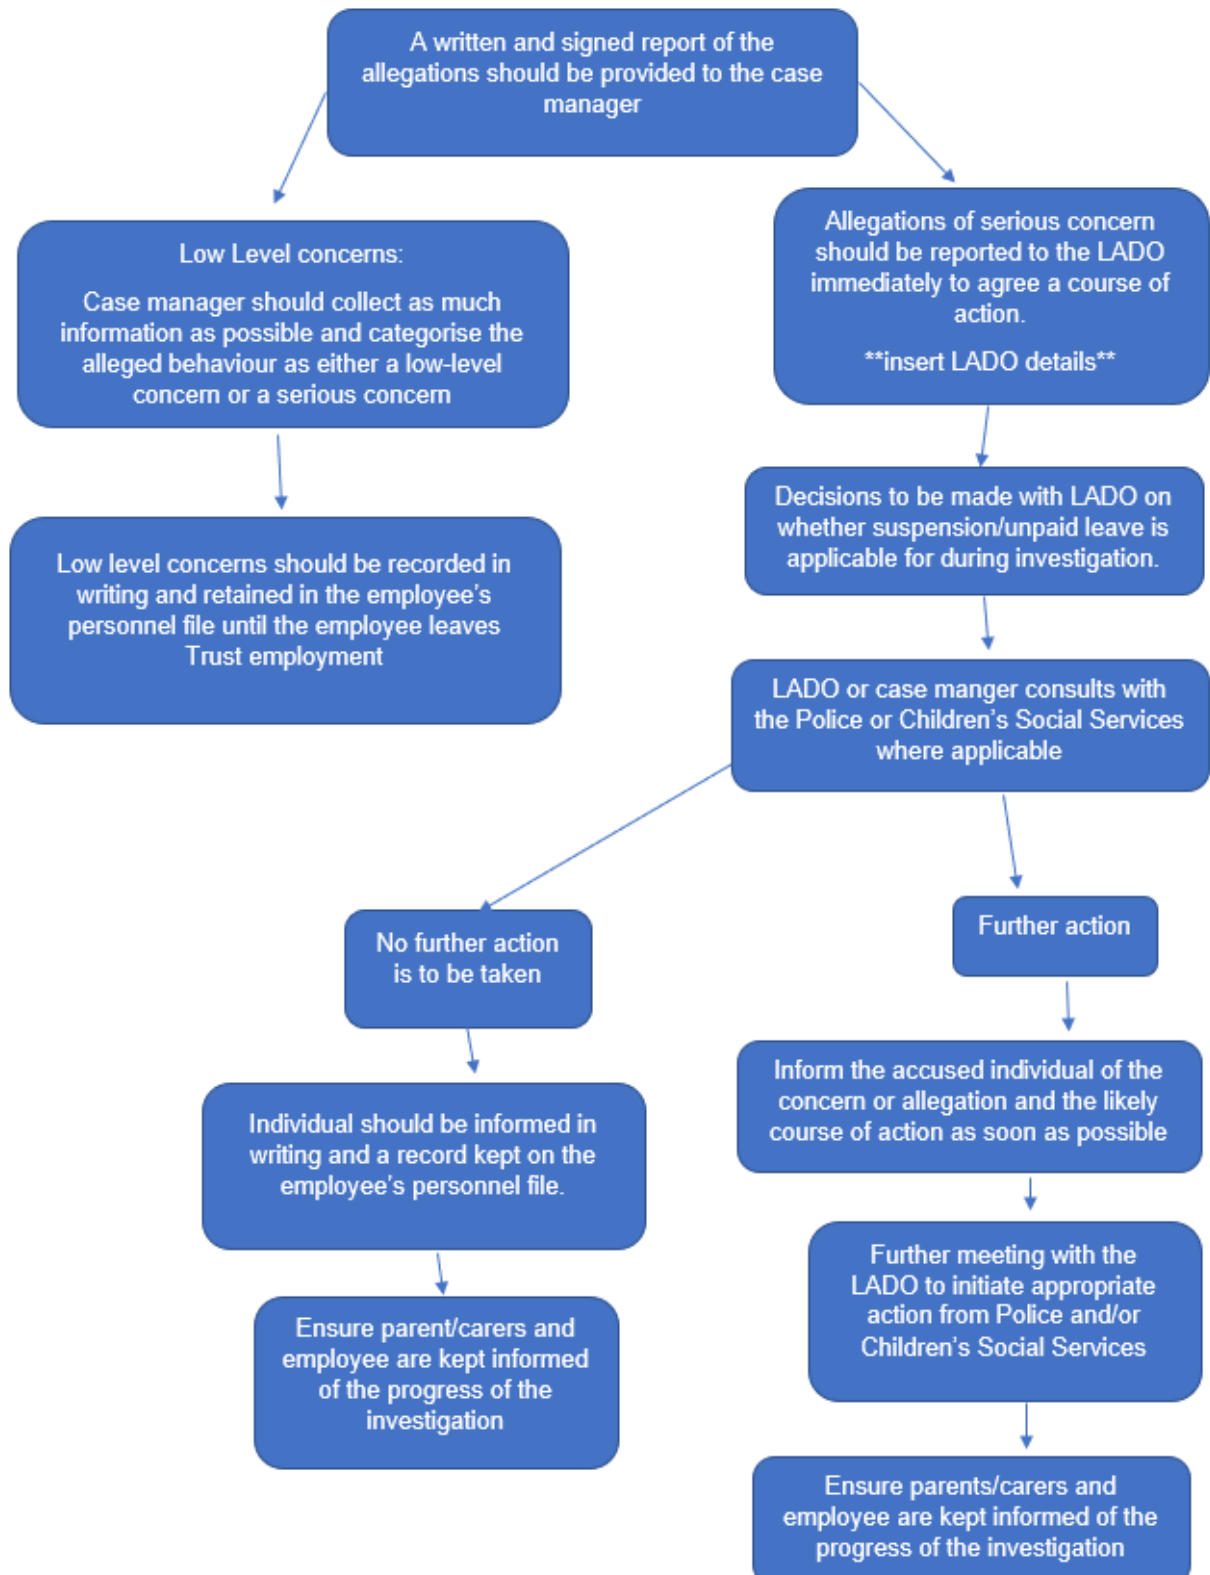 A written and signed report of the
allegations should be provided to the case
manager
Low Level concerns:
Case manager should collect as much
information as possible and categorise the
alleged behaviour as either a low-level
concern or a serious concern
Low level concerns should be recorded in
writing and retained in the employee’s
personnel file until the employee leaves
Trust employment
Allegations of serious concern
should be reported to the LADO
immediately to agree a course of
action.
**insert LADO details**
Decisions to be made with LADO on
whether suspension/unpaid leave is
applicable for during investigation.
LADO or case manger consults with
the Police or Children’s Social Services
where applicable
No further action
is to be taken
Individual should be informed in
writing and a record kept on the
employee’s personnel file.
Ensure parent/carers and
employee are kept informed
of the progress of the
investigation
Further action
Inform the accused individual of the
concern or allegation and the likely
course of action as soon as possible
Further meeting with the
LADO to initiate appropriate
action from Police and/or
Children’s Social Services
Ensure parents/carers and
employee are kept informed of the
progress of the investigation